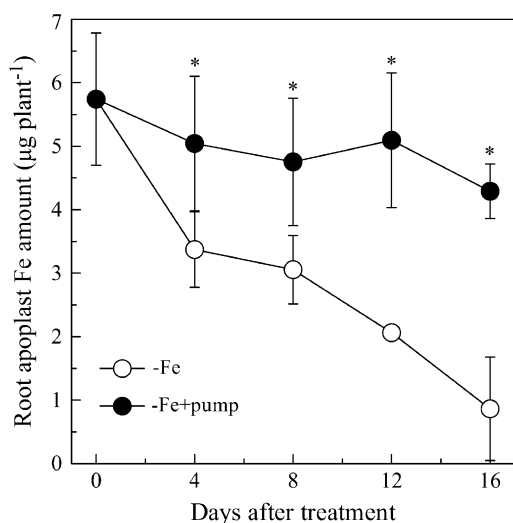 Root apoplast Fe amount (µg plant⁻¹)
7
6
5
4
3
2
1
0
*
*
*
*
-Fe
-Fe+pump
0 4 8 12 16
Days after treatment